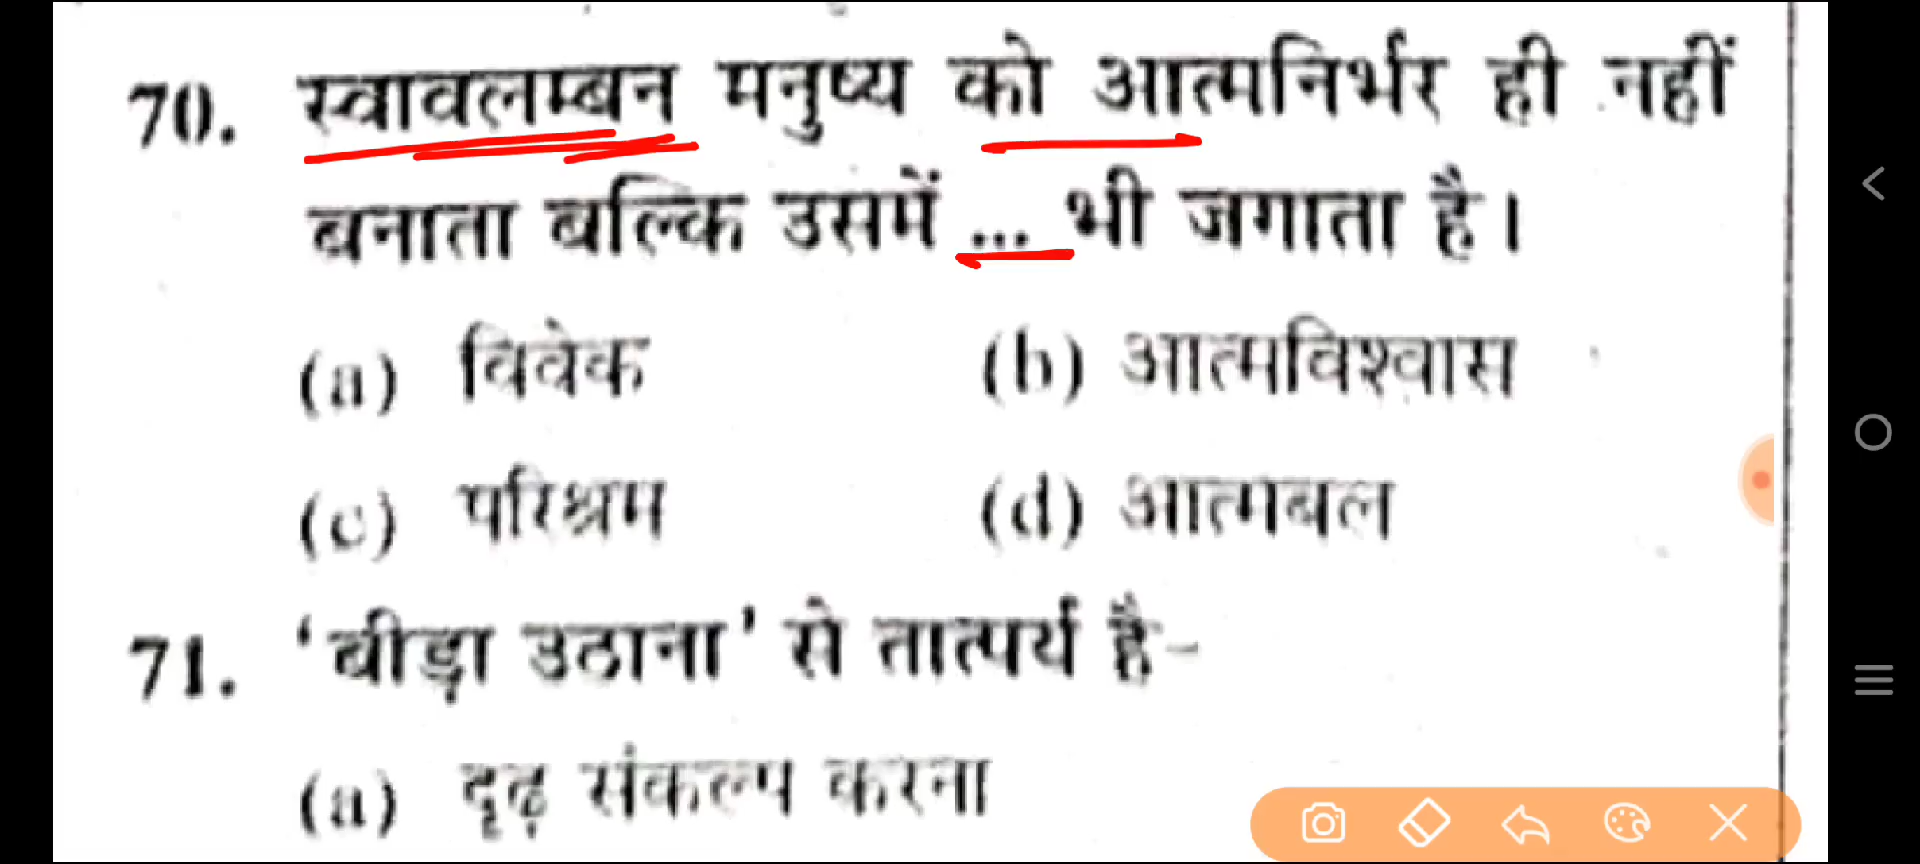 70. स्वावलम्बन मनुष्य को आत्मनिर्भर ही नहीं
बनाता बल्कि उसमें ... भी जगाता है।
(a) विवेक (b) आत्मविश्वास
(c) परिश्रम (d) आत्मबल
71. 'बीड़ा उठाना' से तात्पर्य है-
(a) दृढ़ संकल्प करना